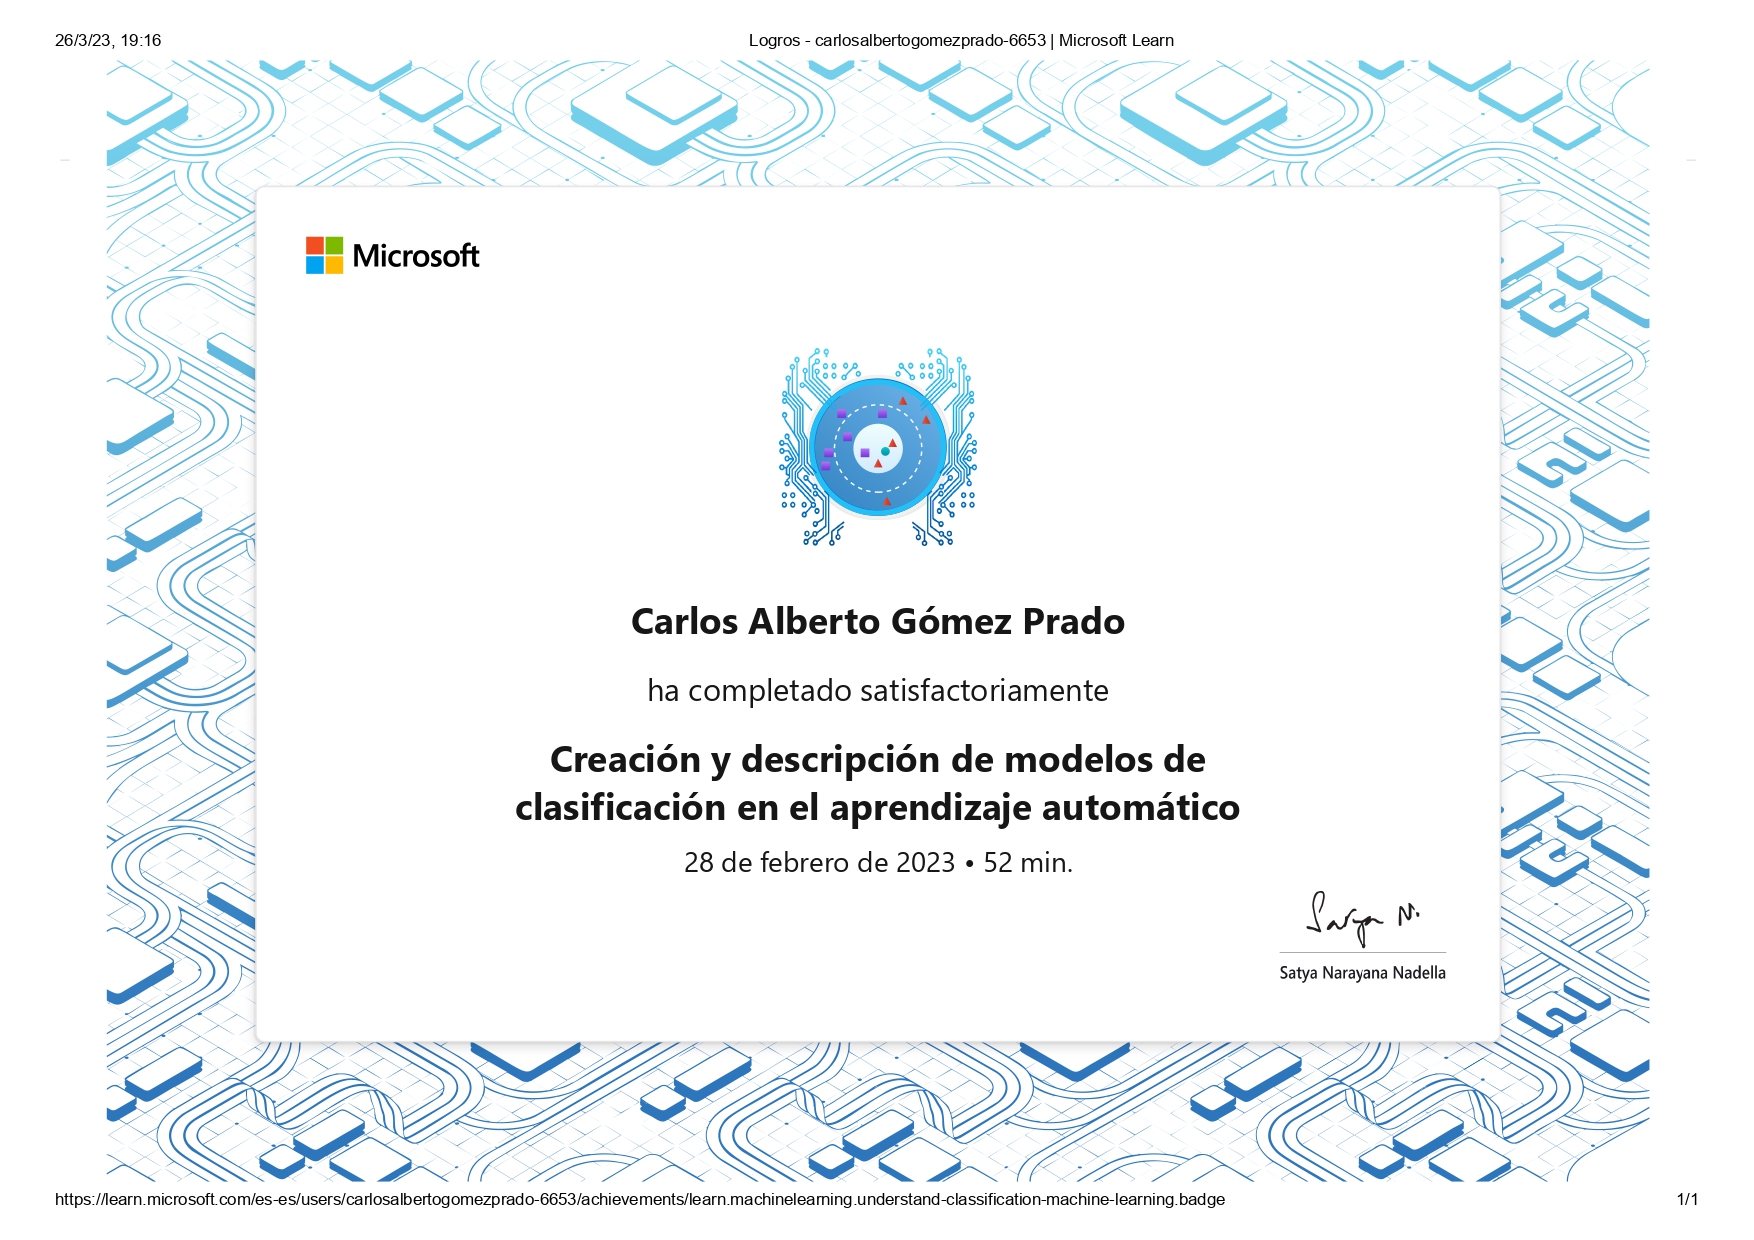 26/3/23, 19:16
Logros - carlosalbertogomezprado-6653 | Microsoft Learn
Microsoft
Carlos Alberto Gómez Prado
ha completado satisfactoriamente
Creación y descripción de modelos de
clasificación en el aprendizaje automático
28 de febrero de 2023 • 52 min.
Satya N.
Satya Narayana Nadella
https://learn.microsoft.com/es-es/users/carlosalbertogomezprado-6653/achievements/learn.machinelearning.understand-classification-machine-learning.badge
1/1